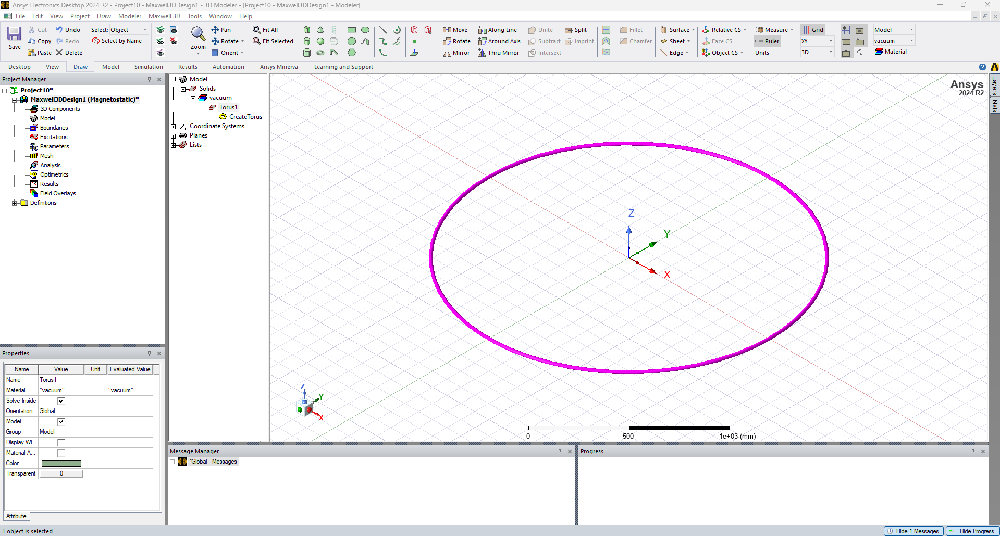 Ansys Electronics Desktop 2024 R2 - Project10 - Maxwell3DDesign1 - 3D Modeler - [Project10 - Maxwell3DDesign1 - Modeler]
File Edit View Project Draw Modeler Maxwell 3D Tools Window Help
Save
Cut
Copy
Paste
Undo
Redo
Delete
Select: Object
Select by Name
Zoom
Pan
Rotate
Orient
Fit All
Fit Selected
Move
Rotate
Mirror
Along Line
Around Axis
Thru Mirror
Unite
Subtract
Intersect
Split
Imprint
Fillet
Chamfer
Surface
Sheet
Edge
Relative CS
Face CS
Object CS
Measure
Ruler
Units
Grid
XY
3D
Model
vacuum
Material
Desktop View Draw Model Simulation Results Automation Ansys Minerva Learning and Support
Project Manager
Project10*
Maxwell3DDesign1 (Magnetostatic)*
3D Components
Model
Boundaries
Excitations
Parameters
Mesh
Analysis
Optimetrics
Results
Field Overlays
Definitions
Model
Solids
vacuum
Torus1
CreateTorus
Coordinate Systems
Planes
Lists
Ansys
2024 R2
Layers
Nets
Z
Y
X
Z
Y
X
0 500 1e+03 (mm)
Properties
Name Value Unit Evaluated Value
Name Torus1
Material "vacuum" "vacuum"
Solve Inside
Orientation Global
Model
Group Model
Display Wi...
Material A...
Color
Transparent 0
Attribute
Message Manager
*Global - Messages
Progress
1 object is selected
Hide 1 Messages
Hide Progress